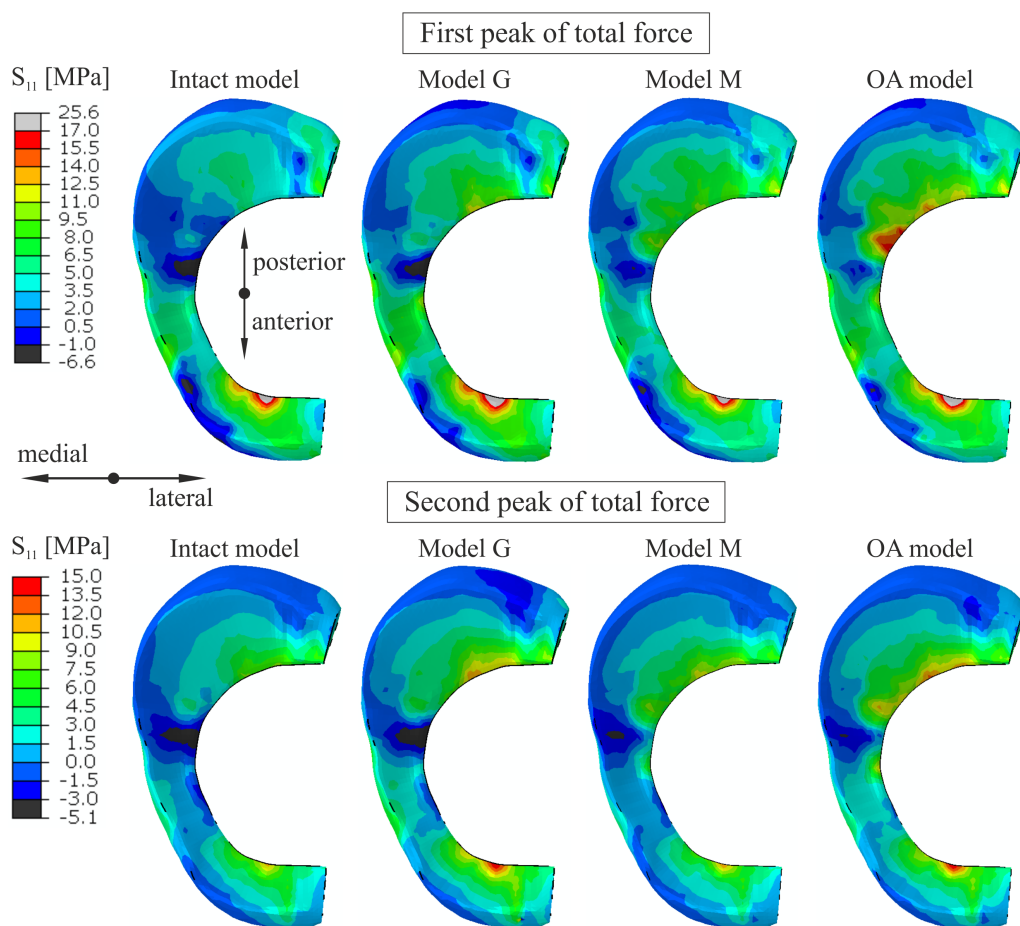 First peak of total force
S₁₁ [MPa]
Intact model
Model G
Model M
OA model
25.6
17.0
15.5
14.0
12.5
11.0
9.5
8.0
6.5
5.0
3.5
2.0
0.5
-1.0
-6.6
posterior
anterior
medial
lateral
Second peak of total force
S₁₁ [MPa]
Intact model
Model G
Model M
OA model
15.0
13.5
12.0
10.5
9.0
7.5
6.0
4.5
3.0
1.5
0.0
-1.5
-3.0
-5.1